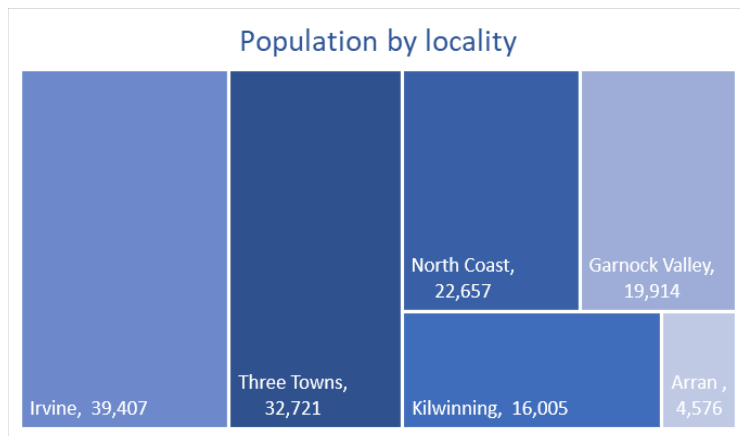 Population by locality
North Coast,
22,657
Garnock Valley,
19,914
Irvine, 39,407
Three Towns,
32,721
Kilwinning, 16,005
Arran ,
4,576